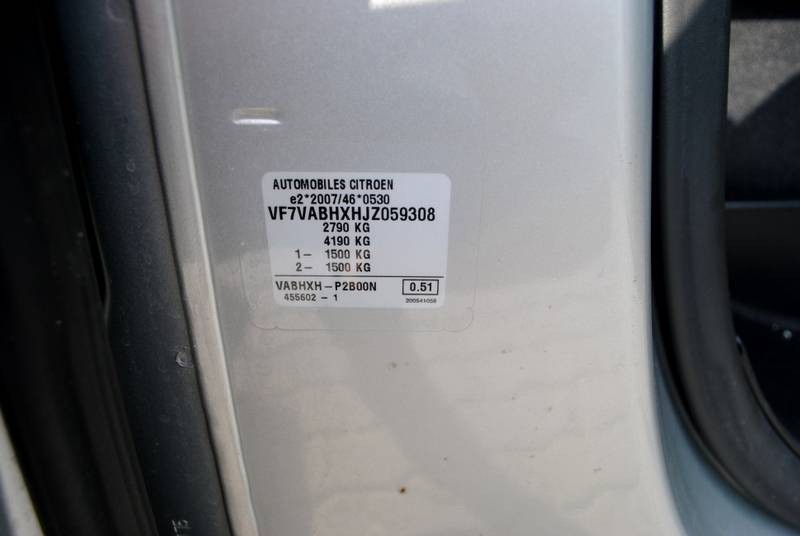 AUTOMOBILES CITROEN
e2*2007/46*0530
VF7VABHXHJZ059308
2790 KG
4190 KG
1- 1500 KG
2- 1500 KG
VABHXH-P2B00N 0.51
455602-1 200541058